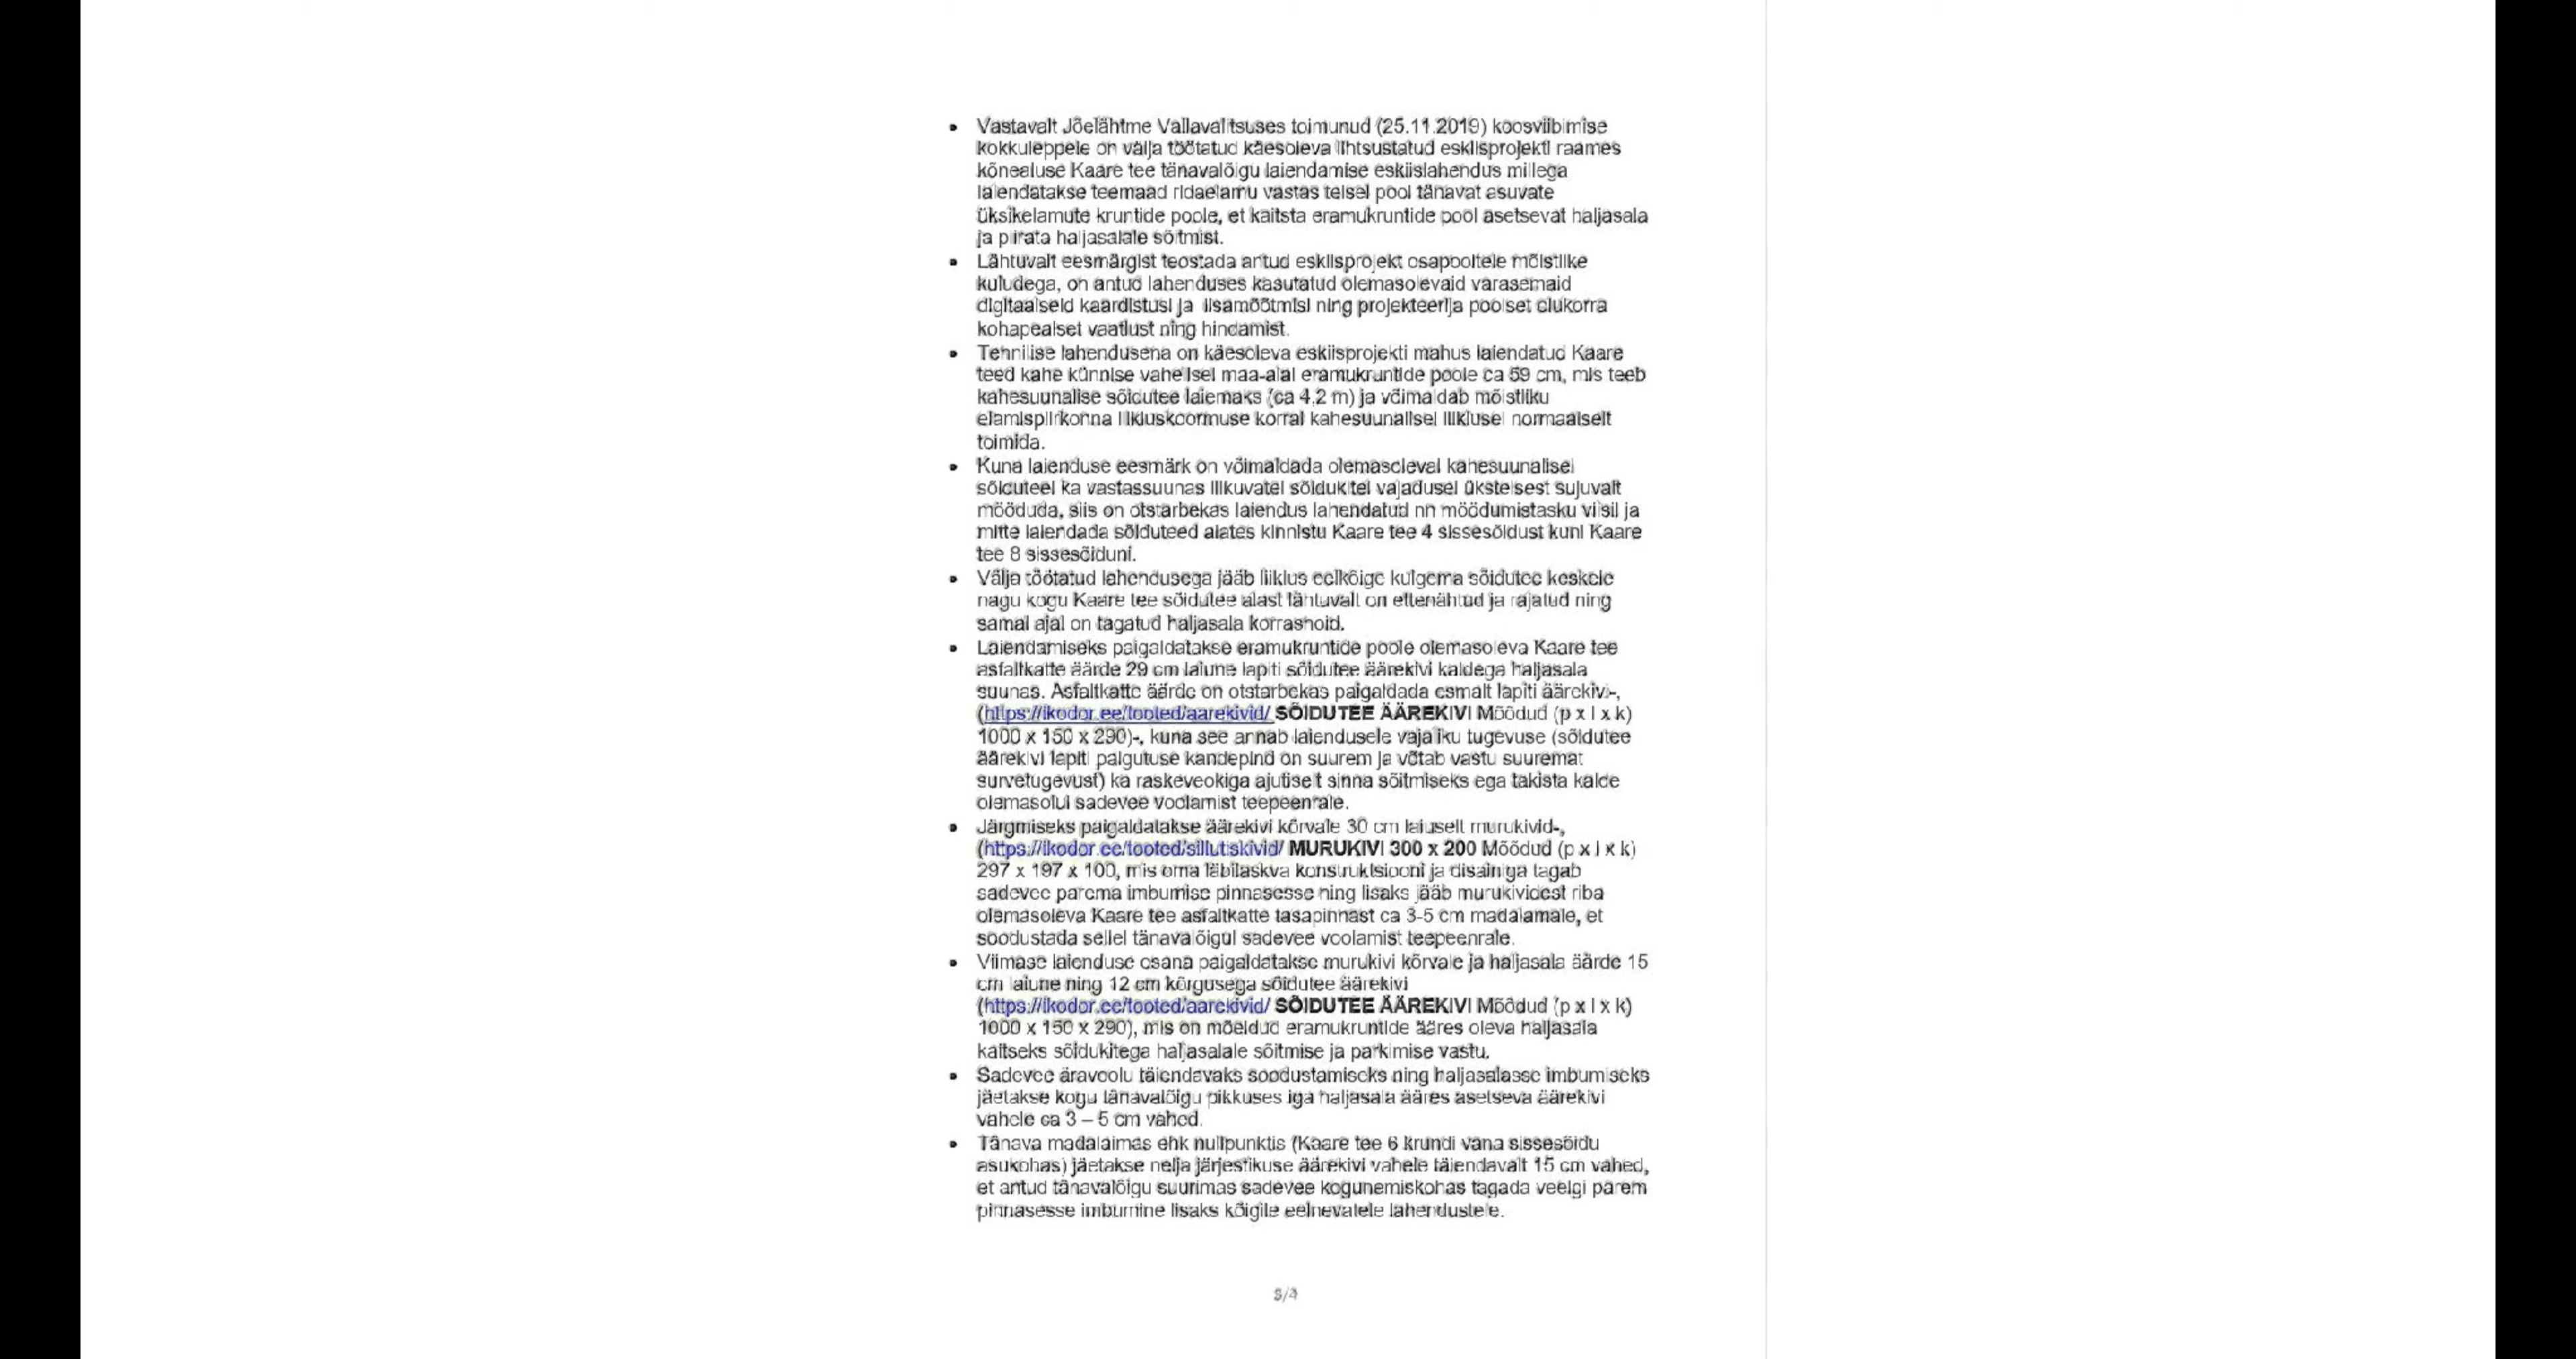 Vastavalt Jõelähtme Vallavalitsuses toimunud (25.11.2019) koosviibimise
kokkuleppele on välja töötatud käesoleva lihtsustatud eskiisprojekti raames
kõnealuse Kaare tee tänavalõigu laiendamise eskiislahendus millega
laiendatakse teemaad ridaelamu vastas teisel pool tänavat asuvate
üksikelamute kruntide poole, et kaitsta eramukruntide pool asetsevat haljasala
ja piirata haljasalale sõitmist.
Lähtuvalt eesmärgist teostada antud eskiisprojekt osapooltele mõistlike
kuludega, on antud lahenduses kasutatud olemasolevaid varasemaid
digitaalseid kaardistusi ja lisamõõtmisi ning projekteerija poolset olukorra
kohapealset vaatlust ning hindamist.
Tehnilise lahendusena on käesoleva eskiisprojekti mahus laiendatud Kaare
teed kahe künnise vahelisel maa-alal eramukruntide poole ca 59 cm, mis teeb
kahesuunalise sõidutee laiemaks (ca 4,2 m) ja võimaldab mõistliku
elamispiirkonna liikluskoormuse korral kahesuunalisel liiklusel normaalselt
toimida.
Kuna laienduse eesmärk on võimaldada olemasoleval kahesuunalisel
sõiduteel ka vastassuunas liikuvatel sõidukitel vajadusel üksteisest sujuvalt
mööduda, siis on otstarbekas laiendus lahendatud nn möödumistasku viisil ja
mitte laiendada sõiduteed alates kinnistu Kaare tee 4 sissesõidust kuni Kaare
tee 8 sissesõiduni.
Välja töötatud lahendusega jääb liiklus eelkõige kulgema sõidutee keskele
nagu kogu Kaare tee sõidutee alast lähtuvalt on ettenähtud ja rajatud ning
samal ajal on tagatud haljasala korrashoid.
Laiendamiseks paigaldatakse eramukruntide poole olemasoleva Kaare tee
asfaltkatte äärde 29 cm laiune lapiti sõidutee äärekivi kaldega haljasala
suunas. Asfaltkatte äärde on otstarbekas paigaldada esmalt lapiti äärekivi-,
(https://ikodor.ee/tooted/aarekivid/ SÕIDUTEE ÄÄREKIVI Mõõdud (p x l x k)
1000 x 150 x 290)-, kuna see annab laiendusele vajaliku tugevuse (sõidutee
äärekivi lapiti paigutuse kandepind on suurem ja võtab vastu suuremat
survetugevust) ka raskeveokiga ajutiselt sinna sõitmiseks ega takista kalde
olemasolul sadevee voolamist teepeenrale.
Järgmiseks paigaldatakse äärekivi kõrvale 30 cm laiuselt murukivid-,
(https://ikodor.ee/tooted/sillutiskivid/ MURUKIVI 300 x 200 Mõõdud (p x l x k)
297 x 197 x 100, mis oma läbilaskva konstruktsiooni ja disainiga tagab
sadevee parema imbumise pinnasesse ning lisaks jääb murukividest riba
olemasoleva Kaare tee asfaltkatte tasapinnast ca 3-5 cm madalamale, et
soodustada sellel tänavalõigul sadevee voolamist teepeenrale.
Viimase laienduse osana paigaldatakse murukivi kõrvale ja haljasala äärde 15
cm laiune ning 12 cm kõrgusega sõidutee äärekivi
(https://ikodor.ee/tooted/aarekivid/ SÕIDUTEE ÄÄREKIVI Mõõdud (p x l x k)
1000 x 150 x 290), mis on mõeldud eramukruntide ääres oleva haljasala
kaitseks sõidukitega haljasalale sõitmise ja parkimise vastu.
Sadevee äravoolu täiendavaks soodustamiseks ning haljasalasse imbumiseks
jäetakse kogu tänavalõigu pikkuses iga haljasala ääres asetseva äärekivi
vahele ca 3 – 5 cm vahed.
Tänava madalaimas ehk nullpunktis (Kaare tee 6 krundi vana sissesõidu
asukohas) jäetakse nelja järjestikuse äärekivi vahele täiendavalt 15 cm vahed,
et antud tänavalõigu suurimas sadevee kogunemiskohas tagada veelgi parem
pinnasesse imbumine lisaks kõigile eelnevatele lahendustele.
3/4